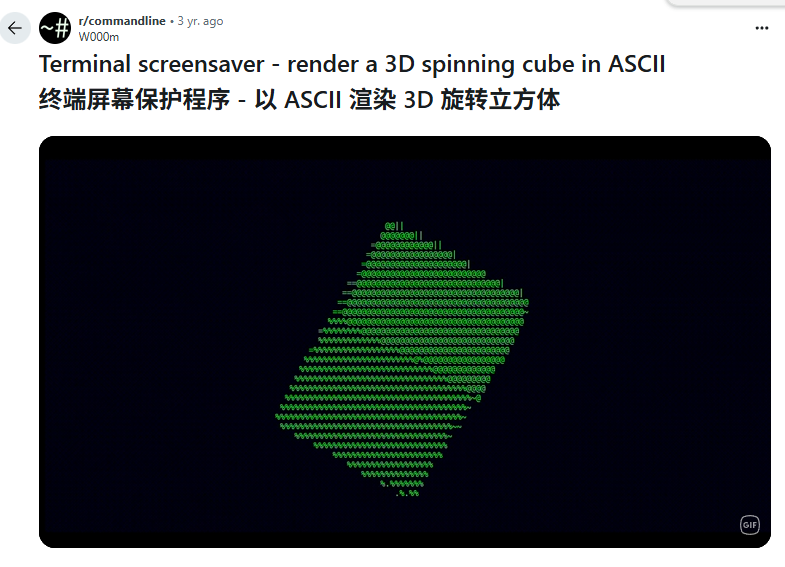 ~#
r/commandline • 3 yr. ago
W000m
Terminal screensaver - render a 3D spinning cube in ASCII
终端屏幕保护程序 - 以 ASCII 渲染 3D 旋转立方体
GIF